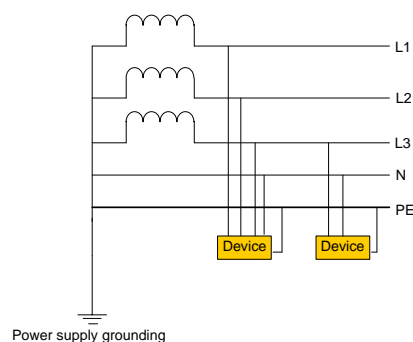 L1
L2
L3
N
PE
Device Device
Power supply grounding